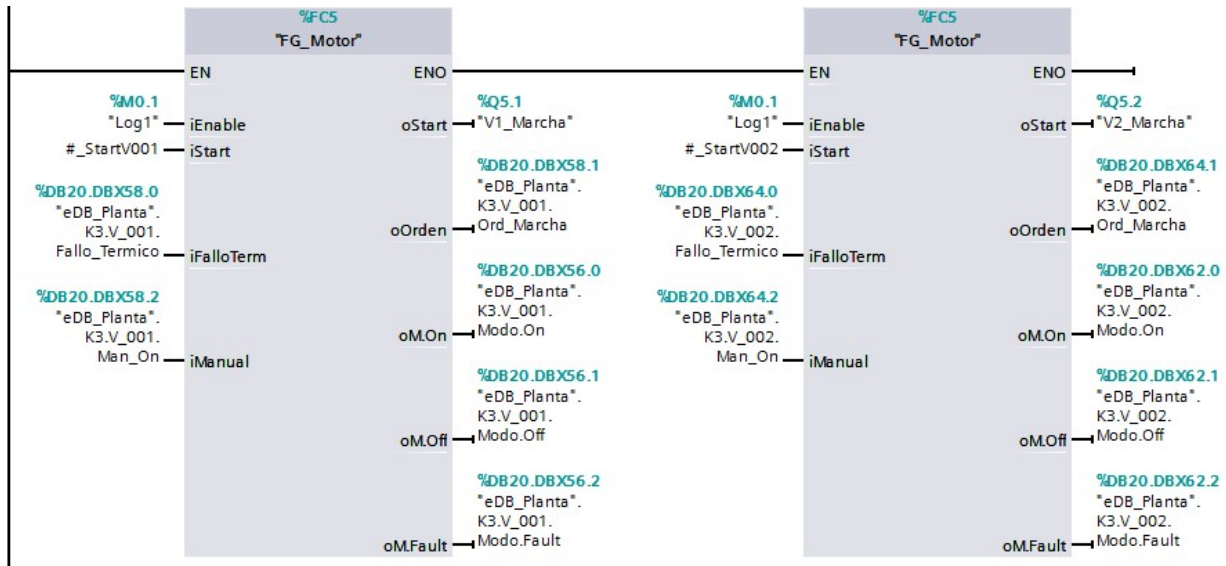 %FC5
"FG_Motor"
EN ENO
%M0.1
"Log1"
iEnable
#_StartV001
iStart
%DB20.DBX58.0
"eDB_Planta".
K3.V_001.
Fallo_Termico
iFalloTerm
%DB20.DBX58.2
"eDB_Planta".
K3.V_001.
Man_On
iManual
oStart
%Q5.1
"V1_Marcha"
oOrden
%DB20.DBX58.1
"eDB_Planta".
K3.V_001.
Ord_Marcha
oM.On
%DB20.DBX56.0
"eDB_Planta".
K3.V_001.
Modo.On
oM.Off
%DB20.DBX56.1
"eDB_Planta".
K3.V_001.
Modo.Off
oM.Fault
%DB20.DBX56.2
"eDB_Planta".
K3.V_001.
Modo.Fault
%FC5
"FG_Motor"
EN ENO
%M0.1
"Log1"
iEnable
#_StartV002
iStart
%DB20.DBX64.0
"eDB_Planta".
K3.V_002.
Fallo_Termico
iFalloTerm
%DB20.DBX64.2
"eDB_Planta".
K3.V_002.
Man_On
iManual
oStart
%Q5.2
"V2_Marcha"
oOrden
%DB20.DBX64.1
"eDB_Planta".
K3.V_002.
Ord_Marcha
oM.On
%DB20.DBX62.0
"eDB_Planta".
K3.V_002.
Modo.On
oM.Off
%DB20.DBX62.1
"eDB_Planta".
K3.V_002.
Modo.Off
oM.Fault
%DB20.DBX62.2
"eDB_Planta".
K3.V_002.
Modo.Fault